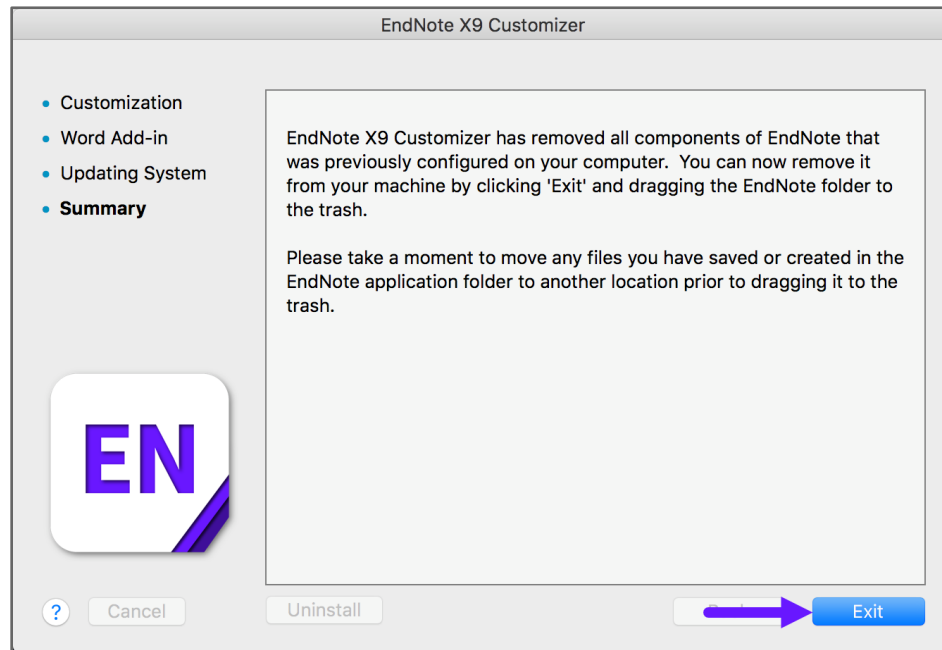 EndNote X9 Customizer
Customization
Word Add-in
Updating System
Summary
EndNote X9 Customizer has removed all components of EndNote that
was previously configured on your computer.  You can now remove it
from your machine by clicking 'Exit' and dragging the EndNote folder to
the trash.
Please take a moment to move any files you have saved or created in the
EndNote application folder to another location prior to dragging it to the
trash.
EN
?
Cancel
Uninstall
Exit